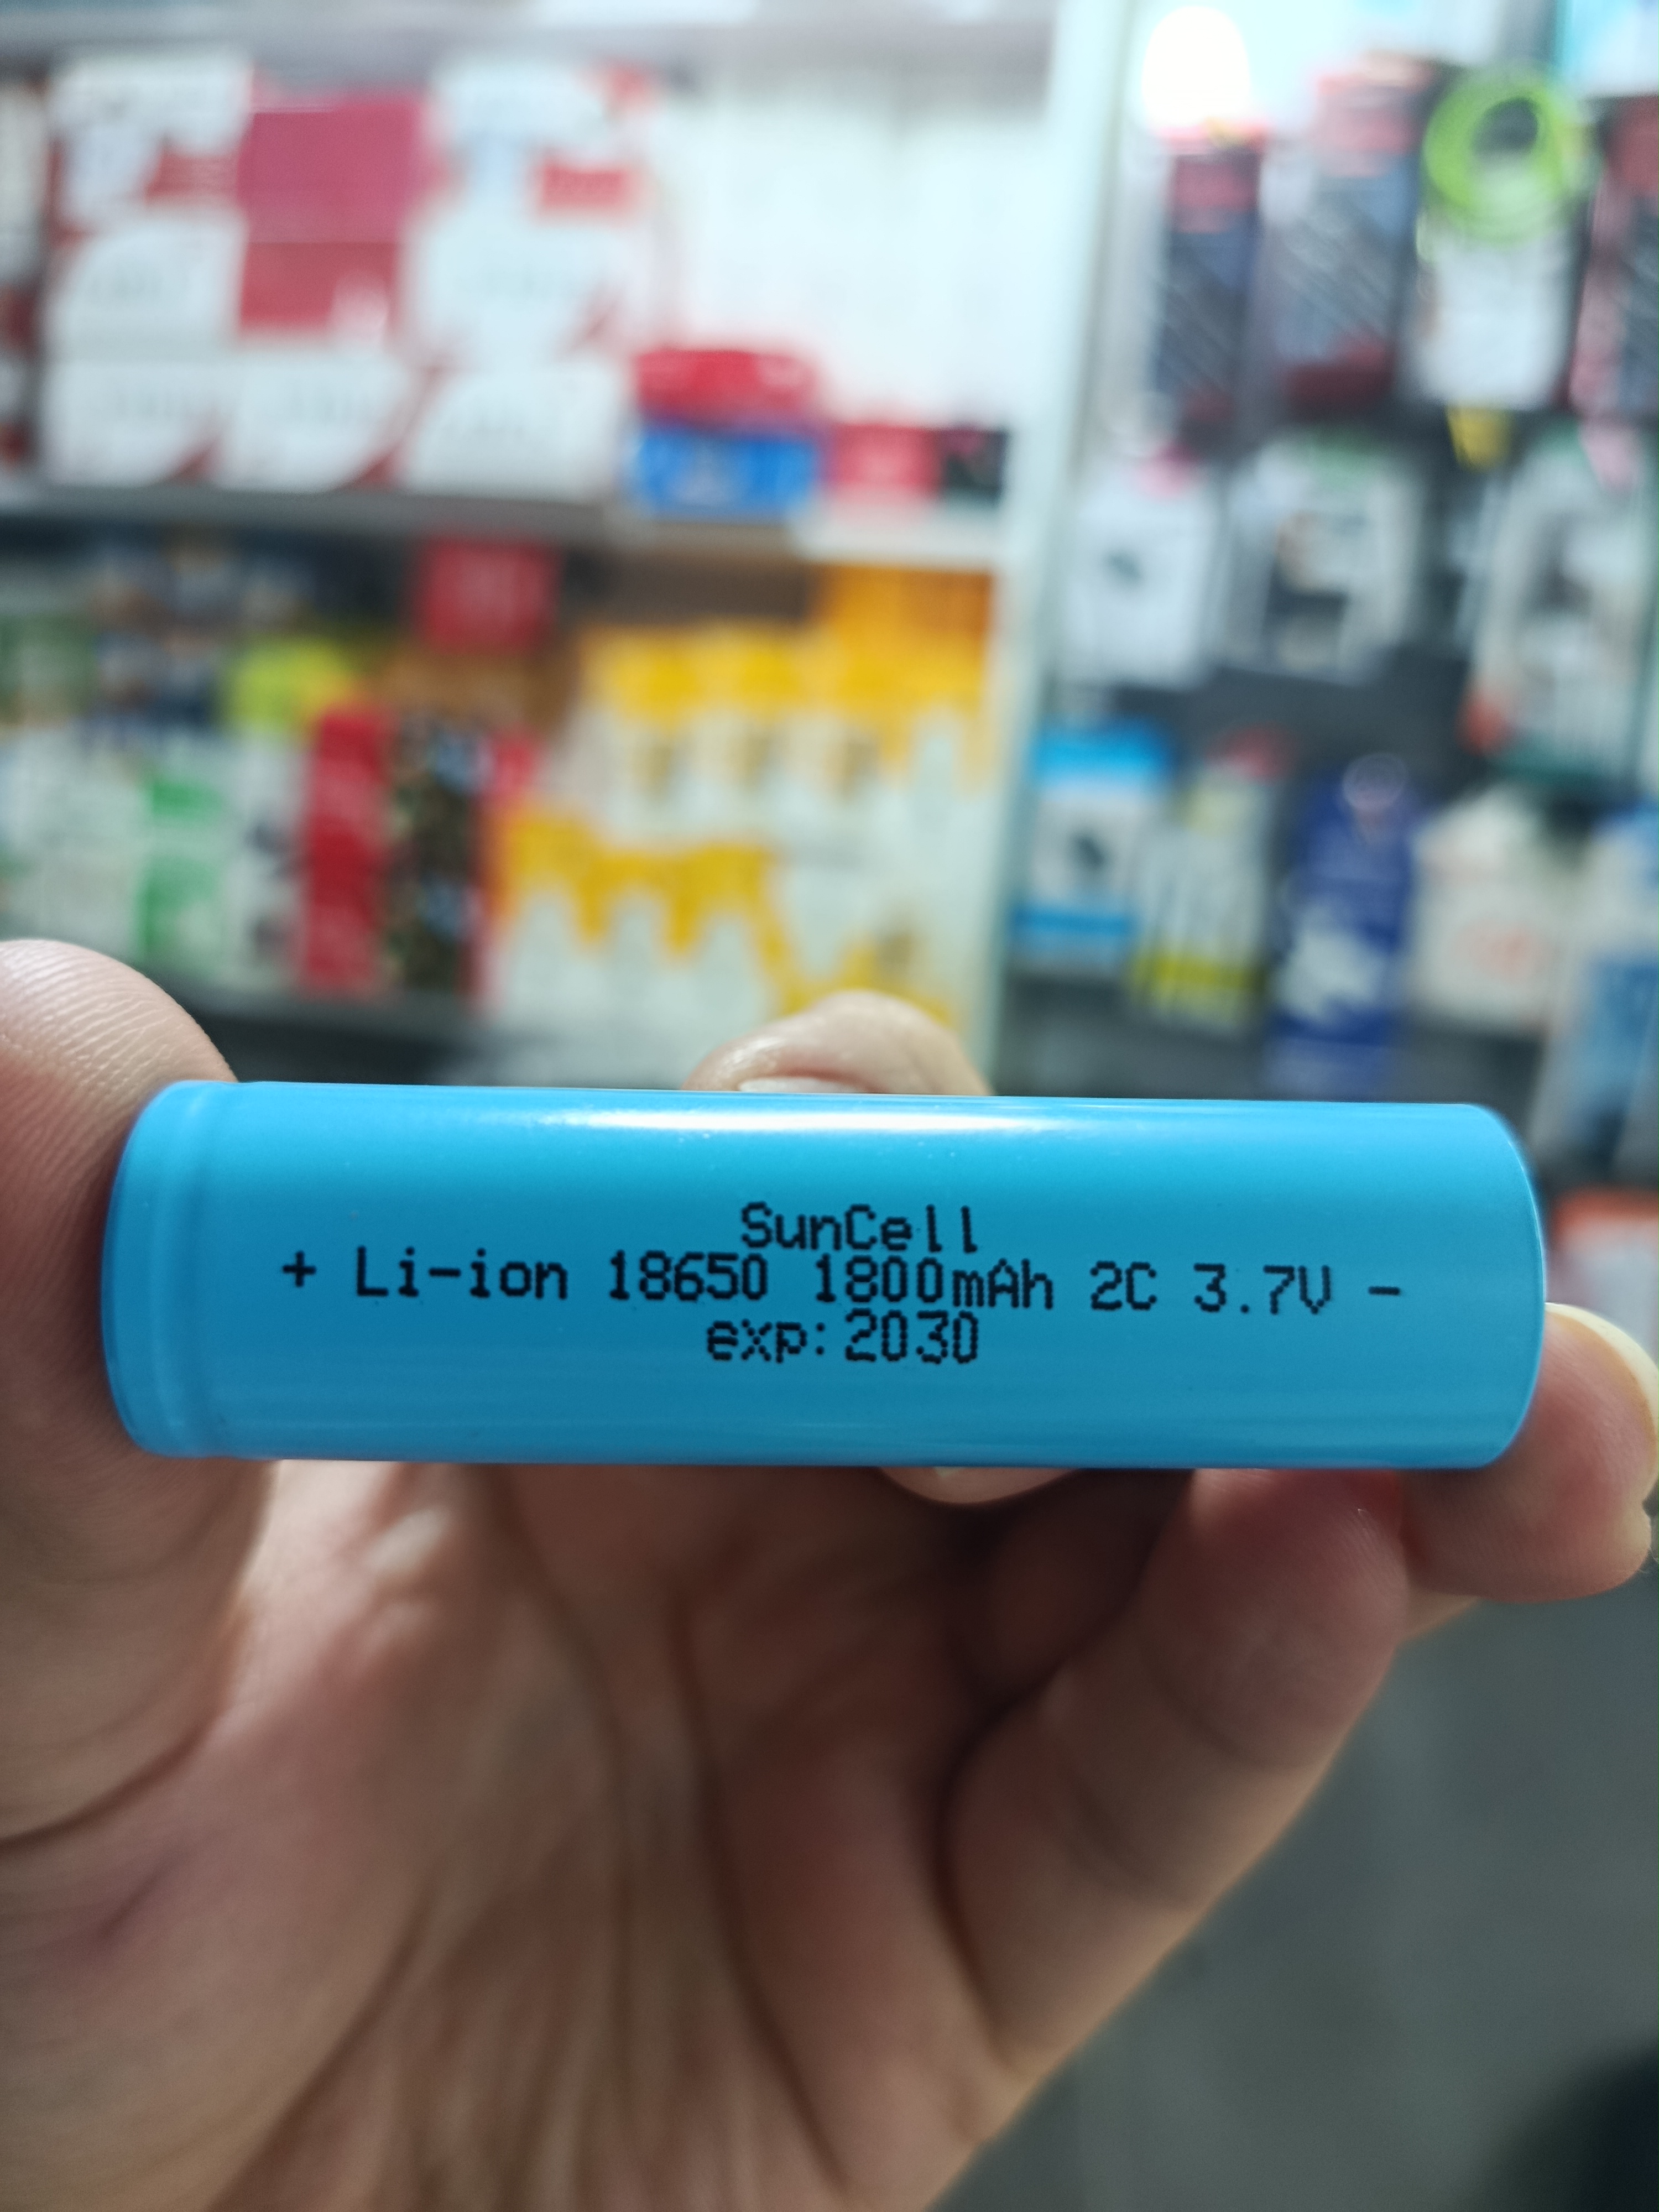 SunCell
+ Li-ion 18650 1800mAh 2C 3.7V -
exp:2030